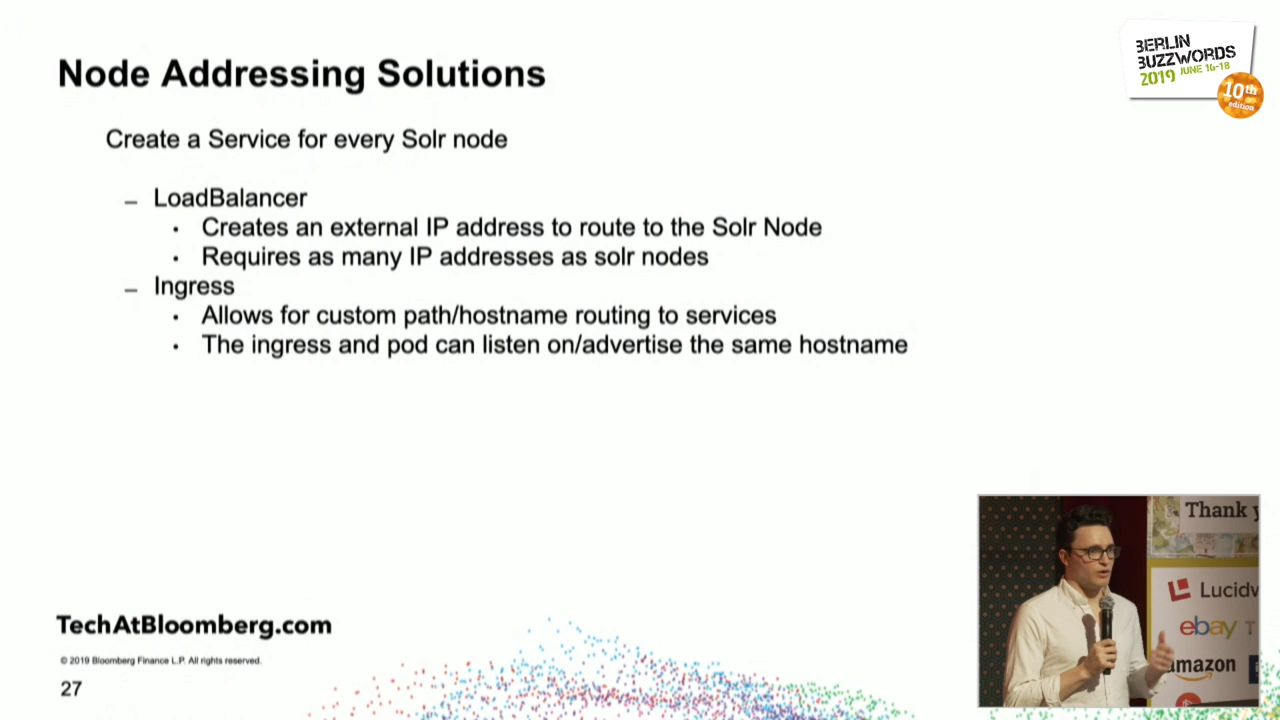 Node Addressing Solutions
BERLIN
BUZZWORDS
2019 JUNE 16-18
10th
edition
Create a Service for every Solr node
– LoadBalancer
• Creates an external IP address to route to the Solr Node
• Requires as many IP addresses as solr nodes
– Ingress
• Allows for custom path/hostname routing to services
• The ingress and pod can listen on/advertise the same hostname
Thank y
Lucidw
ebay T
amazon
TechAtBloomberg.com
© 2019 Bloomberg Finance L.P. All rights reserved.
27